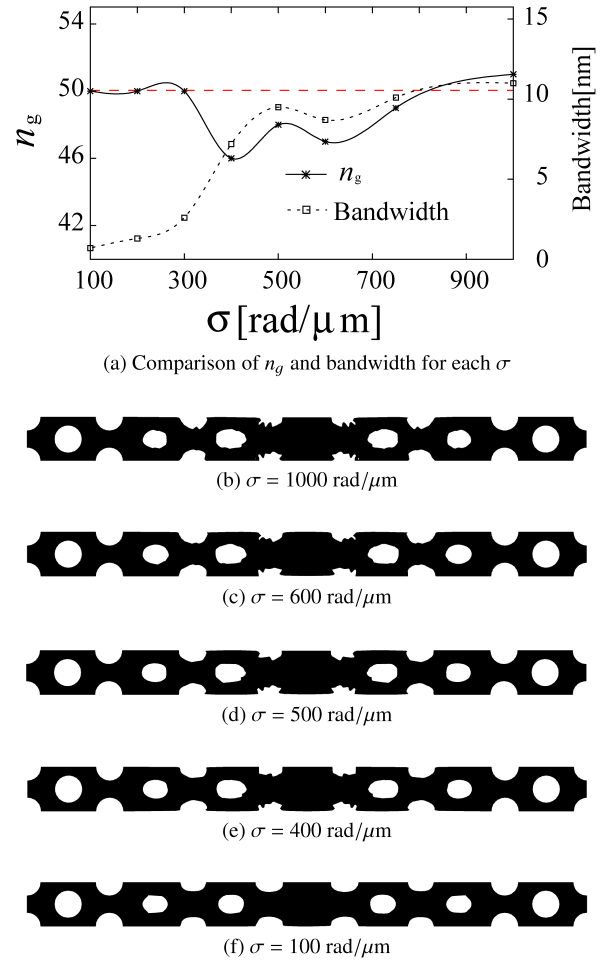 54
50
46
42
n_g
15
10
5
0
Bandwidth[nm]
n_g
Bandwidth
100 300 500 700 900
σ[rad/μm]
(a) Comparison of n_g and bandwidth for each σ
(b) σ = 1000 rad/μm
(c) σ = 600 rad/μm
(d) σ = 500 rad/μm
(e) σ = 400 rad/μm
(f) σ = 100 rad/μm